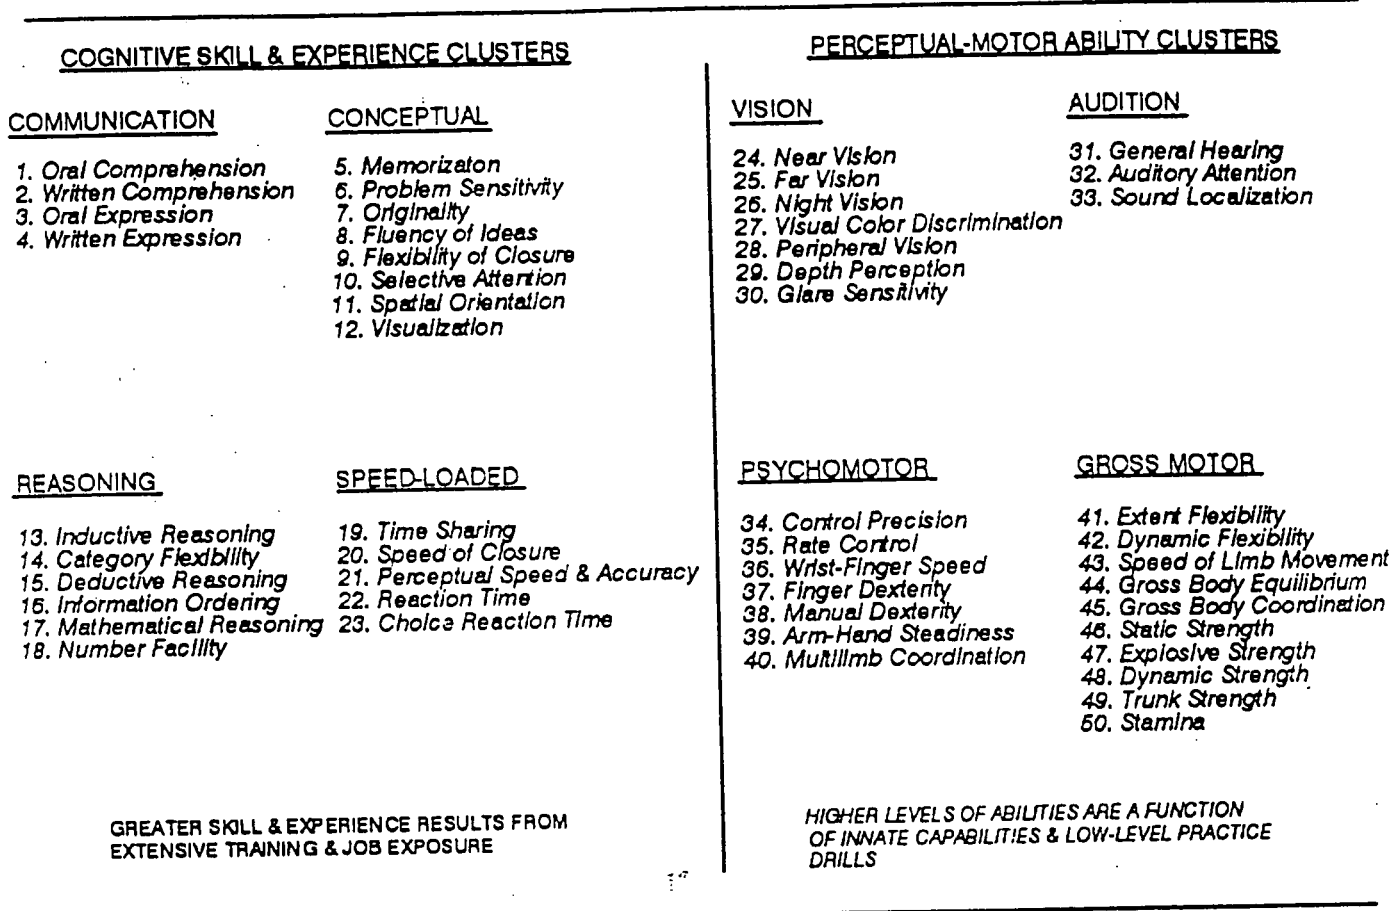 COGNITIVE SKILL & EXPERIENCE CLUSTERS
COMMUNICATION
1. Oral Comprehension
2. Written Comprehension
3. Oral Expression
4. Written Expression
CONCEPTUAL
5. Memorizaton
6. Problem Sensitivity
7. Originality
8. Fluency of Ideas
9. Flexibility of Closure
10. Selective Attention
11. Spatial Orientation
12. Visualization
REASONING
13. Inductive Reasoning
14. Category Flexibility
15. Deductive Reasoning
16. Information Ordering
17. Mathematical Reasoning
18. Number Facility
SPEED-LOADED
19. Time Sharing
20. Speed of Closure
21. Perceptual Speed & Accuracy
22. Reaction Time
23. Choice Reaction Time
GREATER SKILL & EXPERIENCE RESULTS FROM
EXTENSIVE TRAINING & JOB EXPOSURE
PERCEPTUAL-MOTOR ABILITY CLUSTERS
VISION
24. Near Vision
25. Far Vision
26. Night Vision
27. Visual Color Discrimination
28. Peripheral Vision
29. Depth Perception
30. Glare Sensitivity
AUDITION
31. General Hearing
32. Auditory Attention
33. Sound Localization
PSYCHOMOTOR
34. Control Precision
35. Rate Control
36. Wrist-Finger Speed
37. Finger Dexterity
38. Manual Dexterity
39. Arm-Hand Steadiness
40. Multilimb Coordination
GROSS MOTOR
41. Extent Flexibility
42. Dynamic Flexibility
43. Speed of Limb Movement
44. Gross Body Equilibrium
45. Gross Body Coordination
46. Static Strength
47. Explosive Strength
48. Dynamic Strength
49. Trunk Strength
50. Stamina
HIGHER LEVELS OF ABILITIES ARE A FUNCTION
OF INNATE CAPABILITIES & LOW-LEVEL PRACTICE
DRILLS